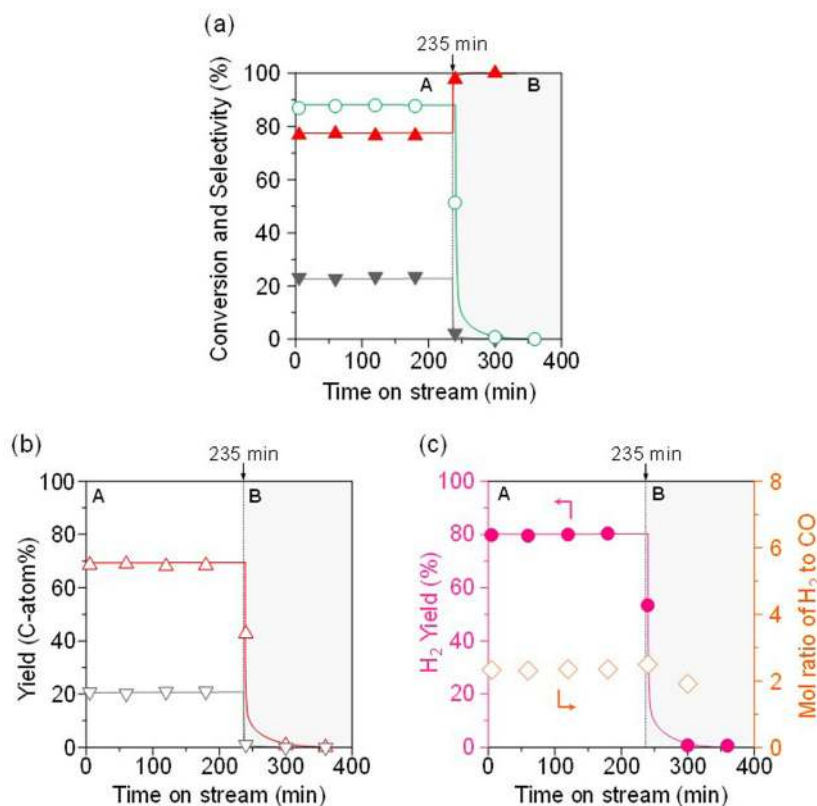 (a)
235 min
A
B
Conversion and Selectivity (%)
100
80
60
40
20
0
0 100 200 300 400
Time on stream (min)
(b)
235 min
A
B
Yield (C-atom%)
100
80
60
40
20
0
0 100 200 300 400
Time on stream (min)
(c)
235 min
A
B
H₂ Yield (%)
100
80
60
40
20
0
8
6
4
2
0
Mol ratio of H₂ to CO
0 100 200 300 400
Time on stream (min)